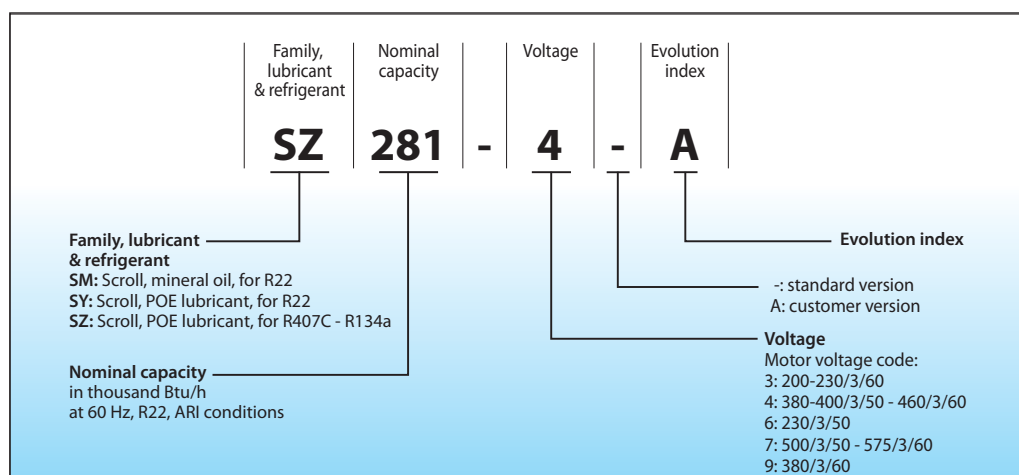 Family,
lubricant
& refrigerant
Nominal
capacity
Voltage
Evolution
index
SZ 281 - 4 - A
Family, lubricant
& refrigerant
SM: Scroll, mineral oil, for R22
SY: Scroll, POE lubricant, for R22
SZ: Scroll, POE lubricant, for R407C - R134a
Nominal capacity
in thousand Btu/h
at 60 Hz, R22, ARI conditions
Evolution index
-: standard version
A: customer version
Voltage
Motor voltage code:
3: 200-230/3/60
4: 380-400/3/50 - 460/3/60
6: 230/3/50
7: 500/3/50 - 575/3/60
9: 380/3/60